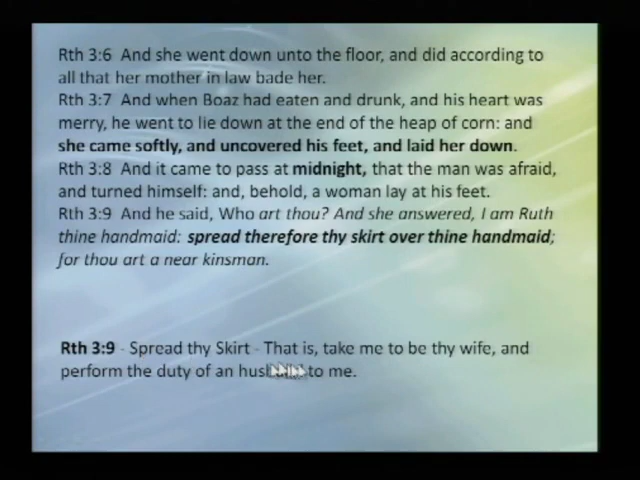 Rth 3:6 And she went down unto the floor, and did according to
all that her mother in law bade her.
Rth 3:7 And when Boaz had eaten and drunk, and his heart was
merry, he went to lie down at the end of the heap of corn: and
she came softly, and uncovered his feet, and laid her down.
Rth 3:8 And it came to pass at midnight, that the man was afraid,
and turned himself: and, behold, a woman lay at his feet.
Rth 3:9 And he said, Who art thou? And she answered, I am Ruth
thine handmaid: spread therefore thy skirt over thine handmaid;
for thou art a near kinsman.
Rth 3:9 - Spread thy Skirt - That is, take me to be thy wife, and
perform the duty of an to me.